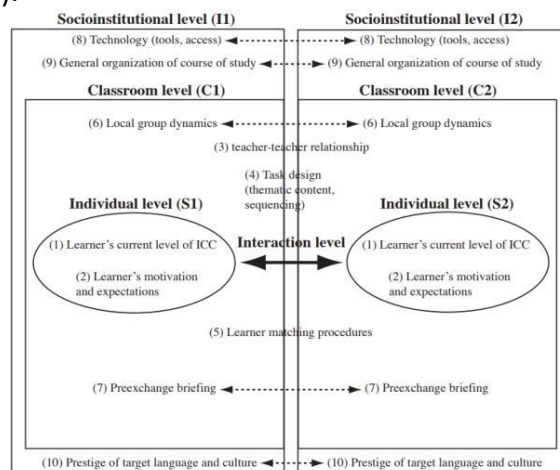 ).
Socioinstitutional level (I1) Socioinstitutional level (I2)
(8) Technology (tools, access) (8) Technology (tools, access)
(9) General organization of course of study (9) General organization of course of study
Classroom level (C1) Classroom level (C2)
(6) Local group dynamics (6) Local group dynamics
(3) teacher-teacher relationship
(4) Task design
(thematic content,
sequencing)
Individual level (S1) Individual level (S2)
Interaction level
(1) Learner's current level of ICC (1) Learner's current level of ICC
(2) Learner's motivation (2) Learner's motivation
and expectations and expectations
(5) Learner matching procedures
(7) Preexchange briefing (7) Preexchange briefing
(10) Prestige of target language and culture (10) Prestige of target language and culture